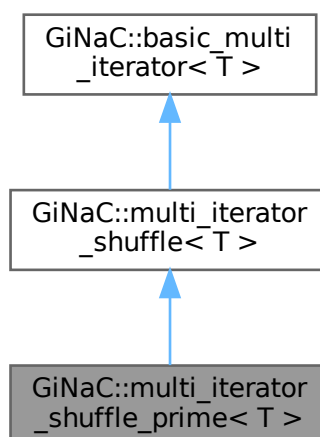 GiNaC::basic_multi
_iterator< T >
GiNaC::multi_iterator
_shuffle< T >
GiNaC::multi_iterator
_shuffle_prime< T >